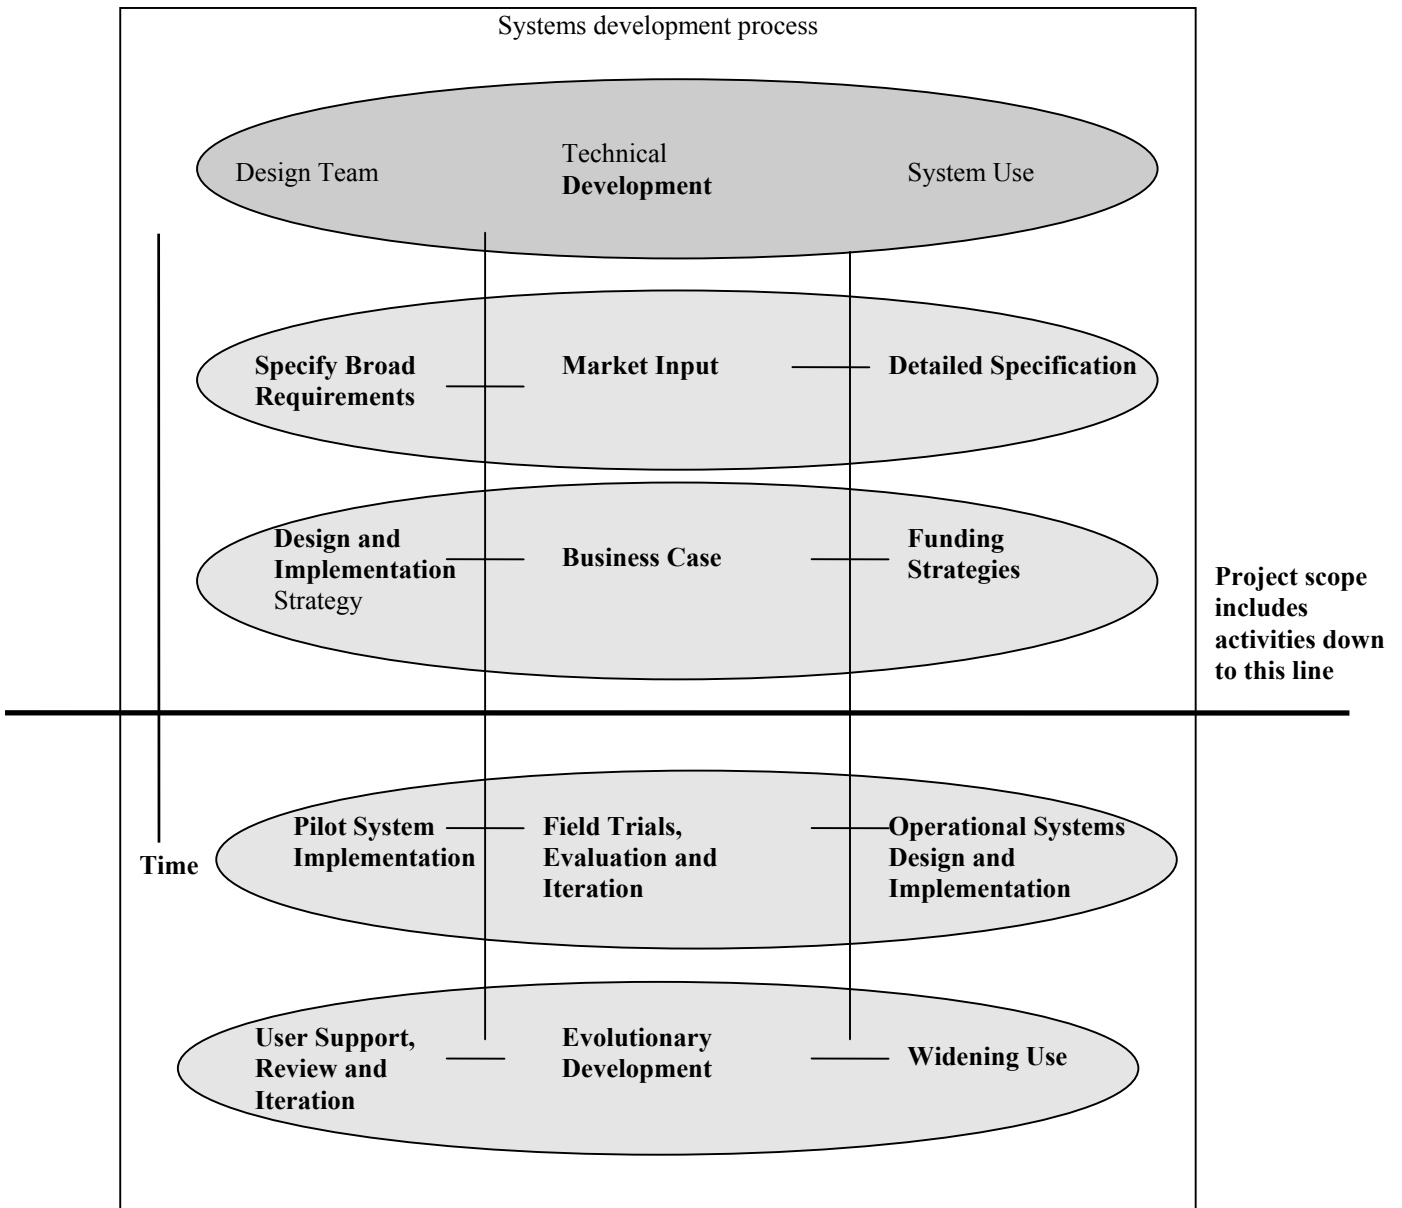 Systems development process
Design Team
Technical
Development
System Use
Specify Broad
Requirements
Market Input
Detailed Specification
Design and
Implementation
Strategy
Business Case
Funding
Strategies
Project scope
includes
activities down
to this line
Pilot System
Implementation
Field Trials,
Evaluation and
Iteration
Operational Systems
Design and
Implementation
Time
User Support,
Review and
Iteration
Evolutionary
Development
Widening Use